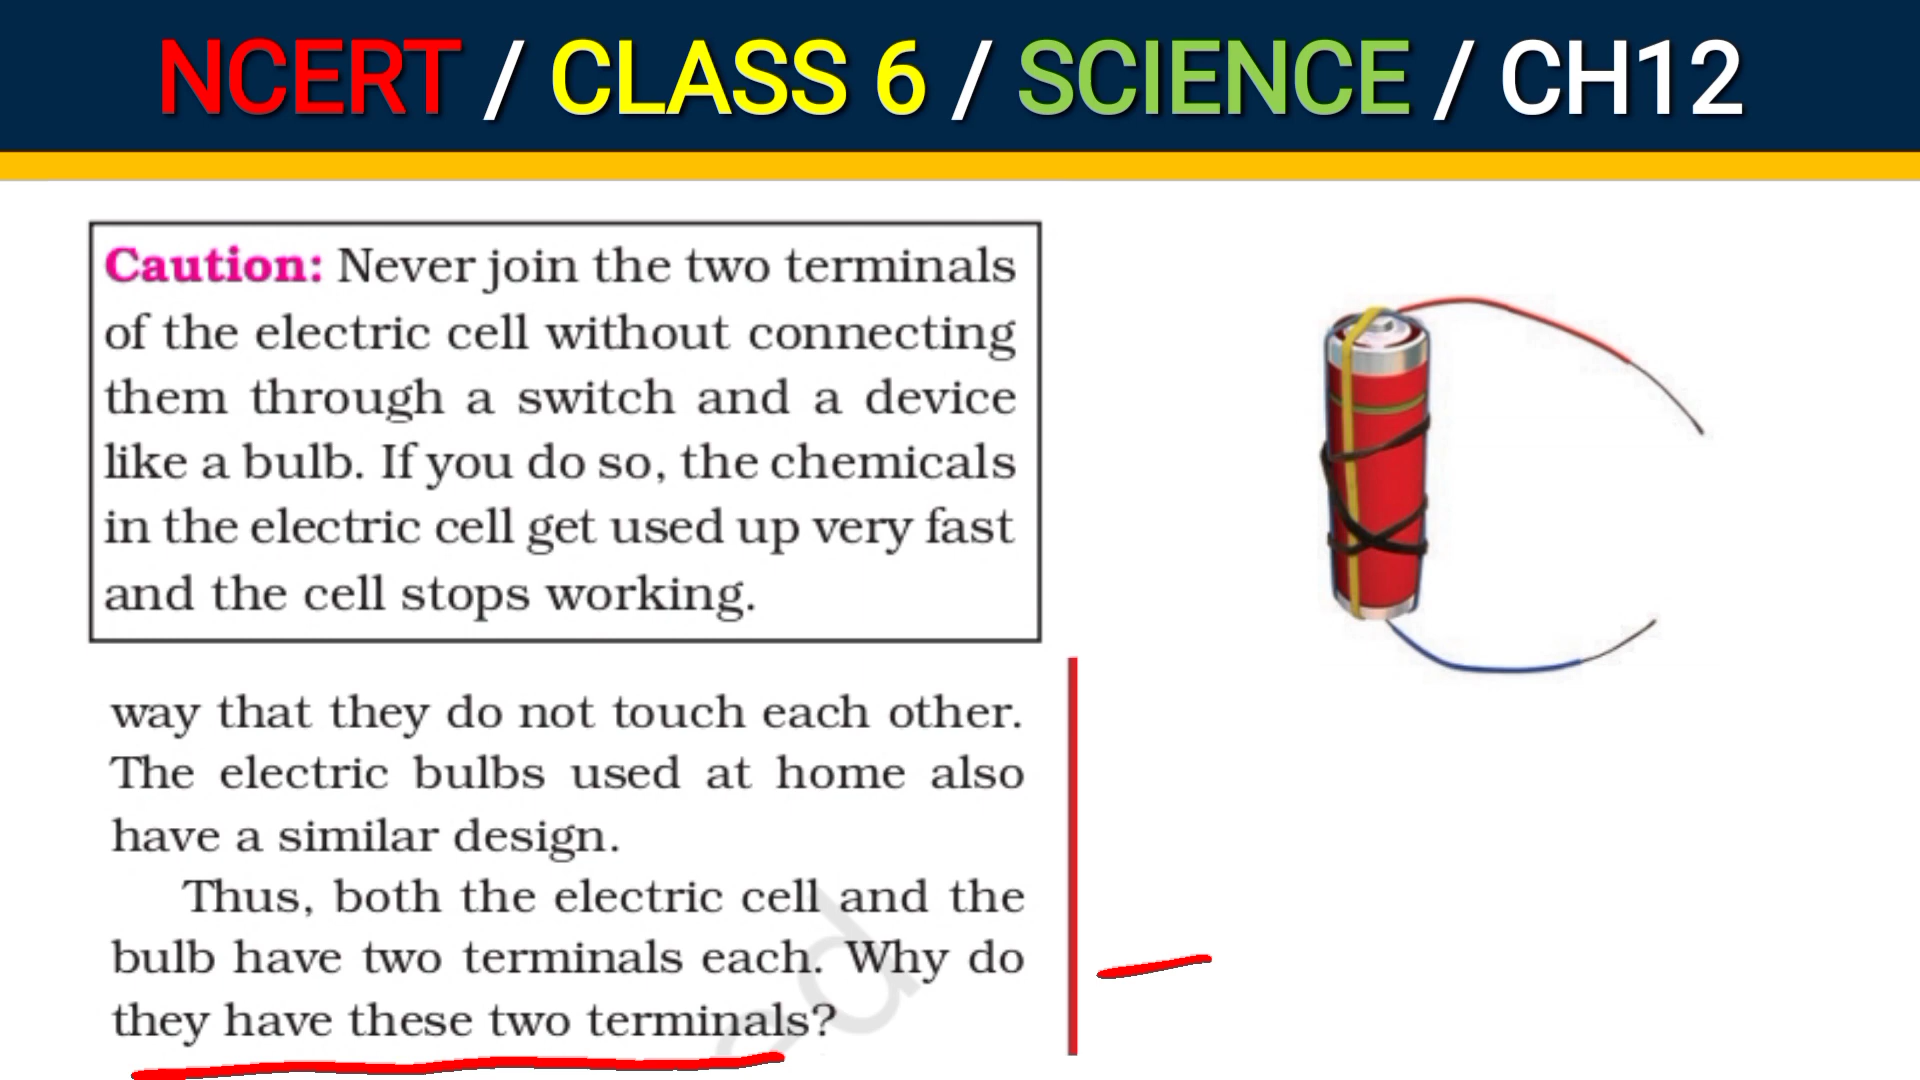 NCERT / CLASS 6 / SCIENCE / CH12
Caution: Never join the two terminals
of the electric cell without connecting
them through a switch and a device
like a bulb. If you do so, the chemicals
in the electric cell get used up very fast
and the cell stops working.
way that they do not touch each other.
The electric bulbs used at home also
have a similar design.
Thus, both the electric cell and the
bulb have two terminals each. Why do
they have these two terminals?